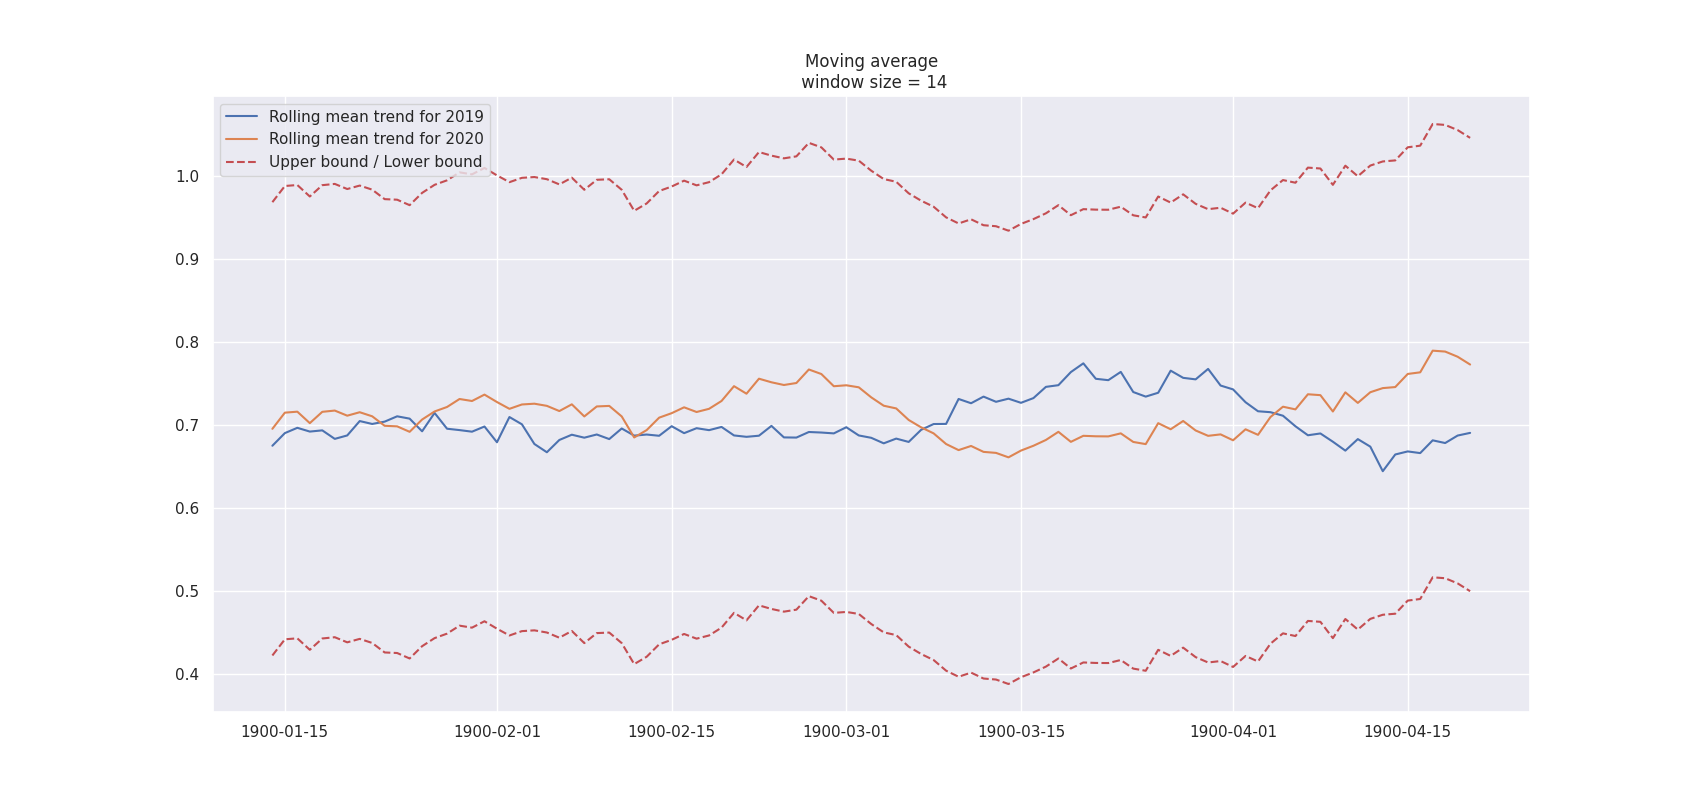 Moving average
window size = 14
Rolling mean trend for 2019
Rolling mean trend for 2020
Upper bound / Lower bound
1.0
0.9
0.8
0.7
0.6
0.5
0.4
1900-01-15
1900-02-01
1900-02-15
1900-03-01
1900-03-15
1900-04-01
1900-04-15